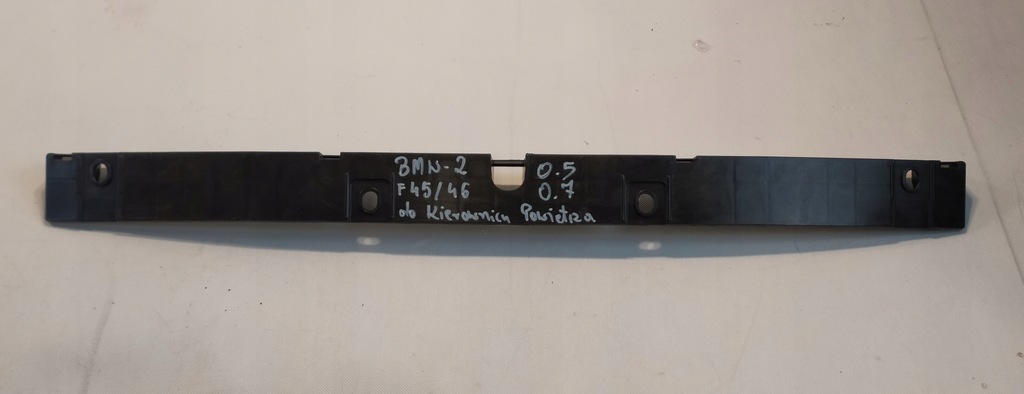 BMW-2 0.5
F45/46 0.7
do Kierownicy Powietrza